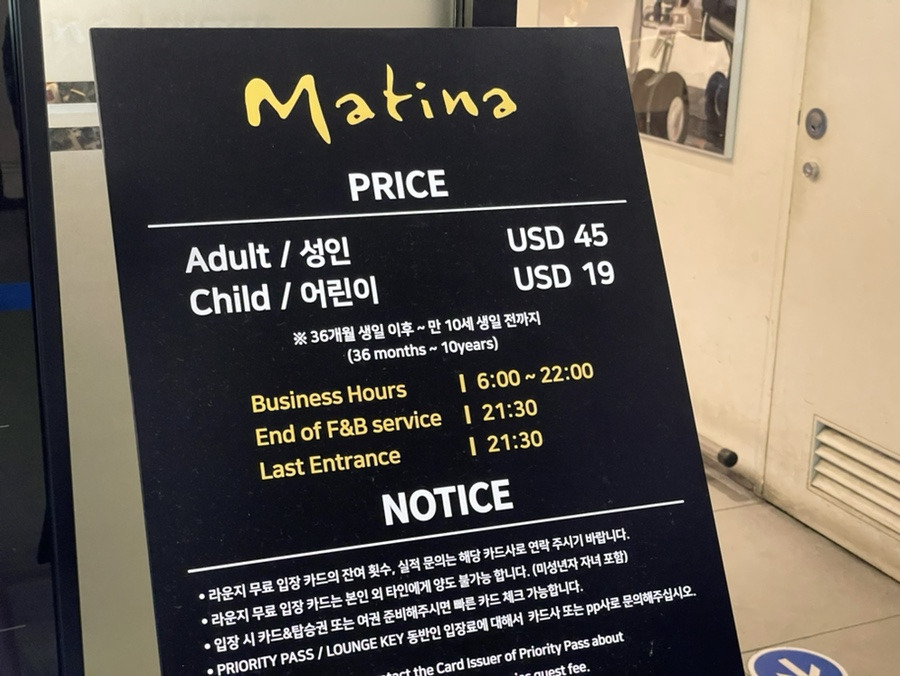 Matina
PRICE
Adult / 성인 USD 45
Child / 어린이 USD 19
※ 36개월 생일 이후 ~ 만 10세 생일 전까지
(36 months ~ 10years)
Business Hours | 6:00 ~ 22:00
End of F&B service | 21:30
Last Entrance | 21:30
NOTICE
• 라운지 무료 입장 카드의 잔여 횟수, 실적 문의는 해당 카드사로 연락 주시기 바랍니다.
• 라운지 무료 입장 카드는 본인 외 타인에게 양도 불가능 합니다. (미성년자 자녀 포함)
• 입장 시 카드&탑승권 또는 여권 준비해주시면 빠른 카드 체크 가능합니다.
• PRIORITY PASS / LOUNGE KEY 동반인 입장료에 대해서 카드사 또는 pp사로 문의해주십시오.
the Card Issuer of Priority Pass about
guest fee.